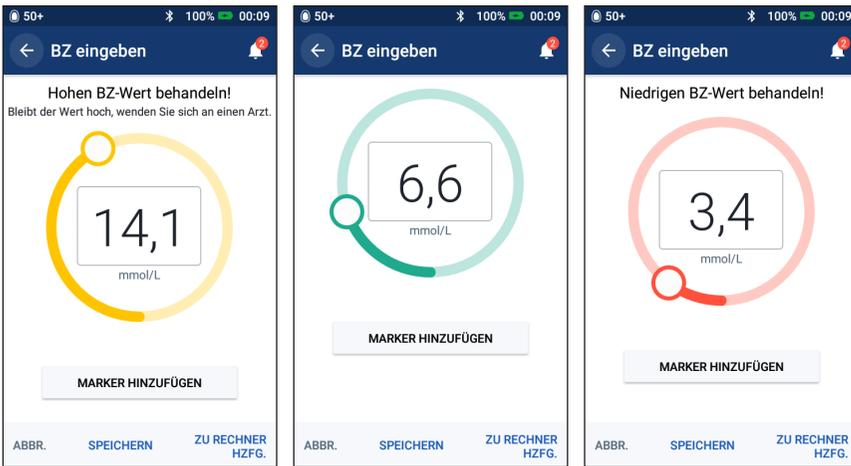 50+ 100% 00:09
BZ eingeben 2
Hohen BZ-Wert behandeln!
Bleibt der Wert hoch, wenden Sie sich an einen Arzt.
14,1
mmol/L
MARKER HINZUFÜGEN
ABBR. SPEICHERN ZU RECHNER
HZFG.
50+ 100% 00:09
BZ eingeben 2
6,6
mmol/L
MARKER HINZUFÜGEN
ABBR. SPEICHERN ZU RECHNER
HZFG.
50+ 100% 00:09
BZ eingeben 2
Niedrigen BZ-Wert behandeln!
3,4
mmol/L
MARKER HINZUFÜGEN
ABBR. SPEICHERN ZU RECHNER
HZFG.